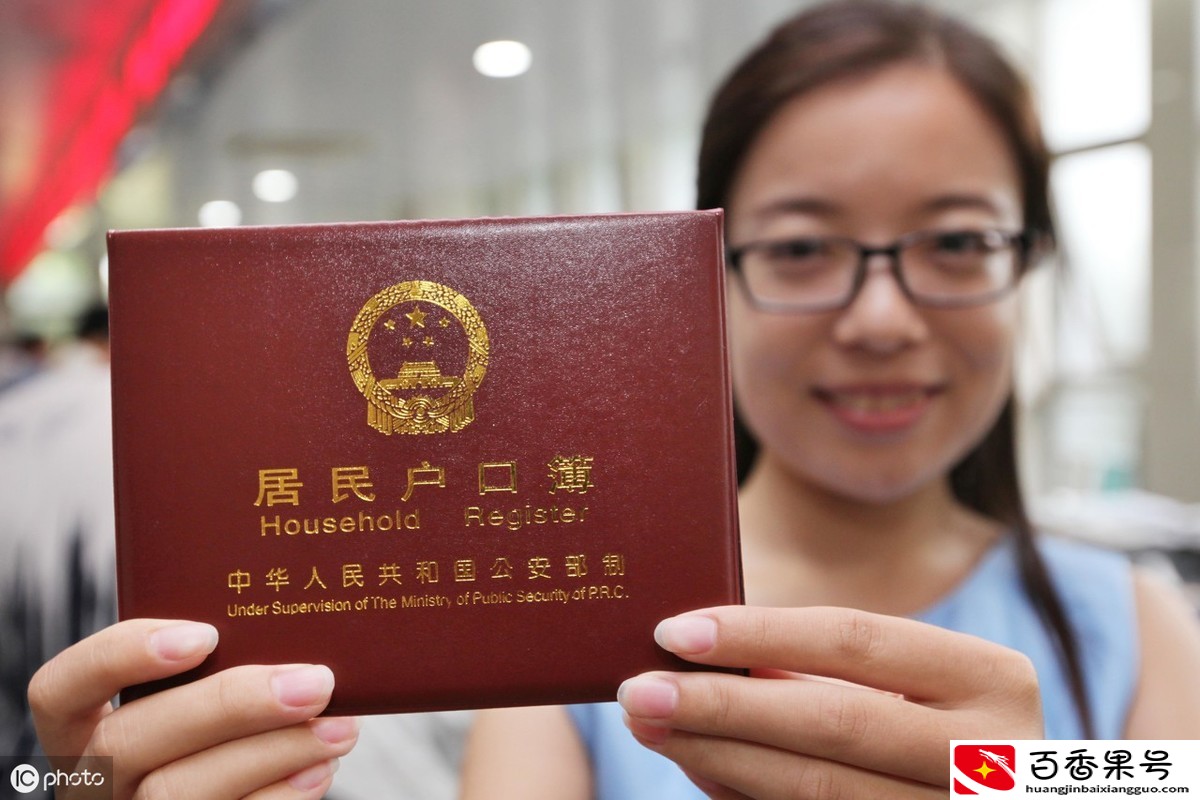 居民户口簿
Household Register
中华人民共和国公安部制
Under Supervision of The Ministry of Public Security of P.R.C.
IC photo
百香果号
huangjinbaixiangguo.com